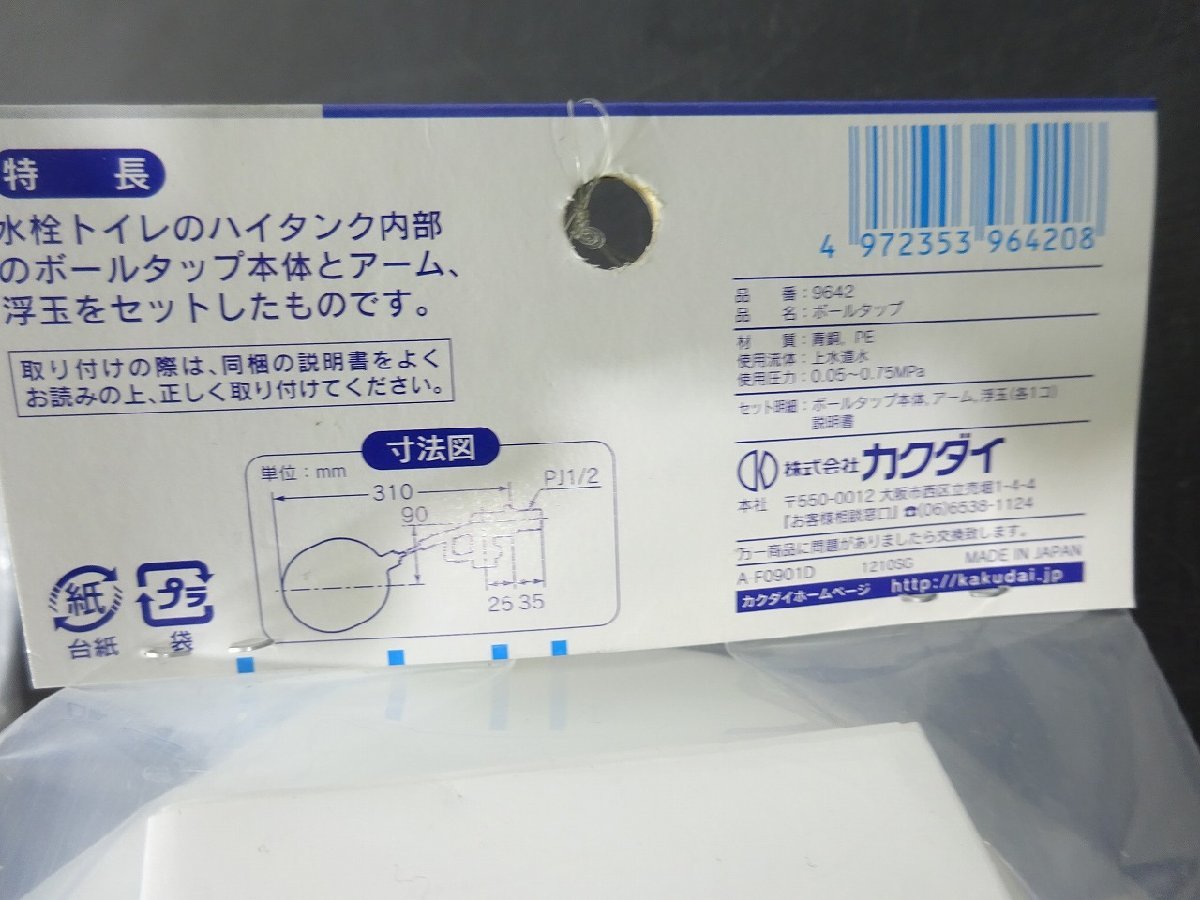 特 長
水栓トイレのハイタンク内部
のボールタップ本体とアーム、
浮玉をセットしたものです。
取り付けの際は、同梱の説明書をよく
お読みの上、正しく取り付けてください。
寸法図
単位：mm
310
PJ1/2
90
25 35
紙
台紙
プラ
袋
4 972353 964208
品 番：9642
品 名：ボールタップ
材 質：青銅，PE
使用流体：上水道水
使用圧力：0.05〜0.75MPa
セット明細：ボールタップ本体，アーム，浮玉（各1コ）
説明書
株式会社カクダイ
本社 〒550-0012 大阪市西区立売堀1-4-4
『お客様相談窓口』☎(06)6538-1124
万一商品に問題がありましたら交換致します。
A F0901D 1210SG MADE IN JAPAN
カクダイホームページ http://kakudai.jp